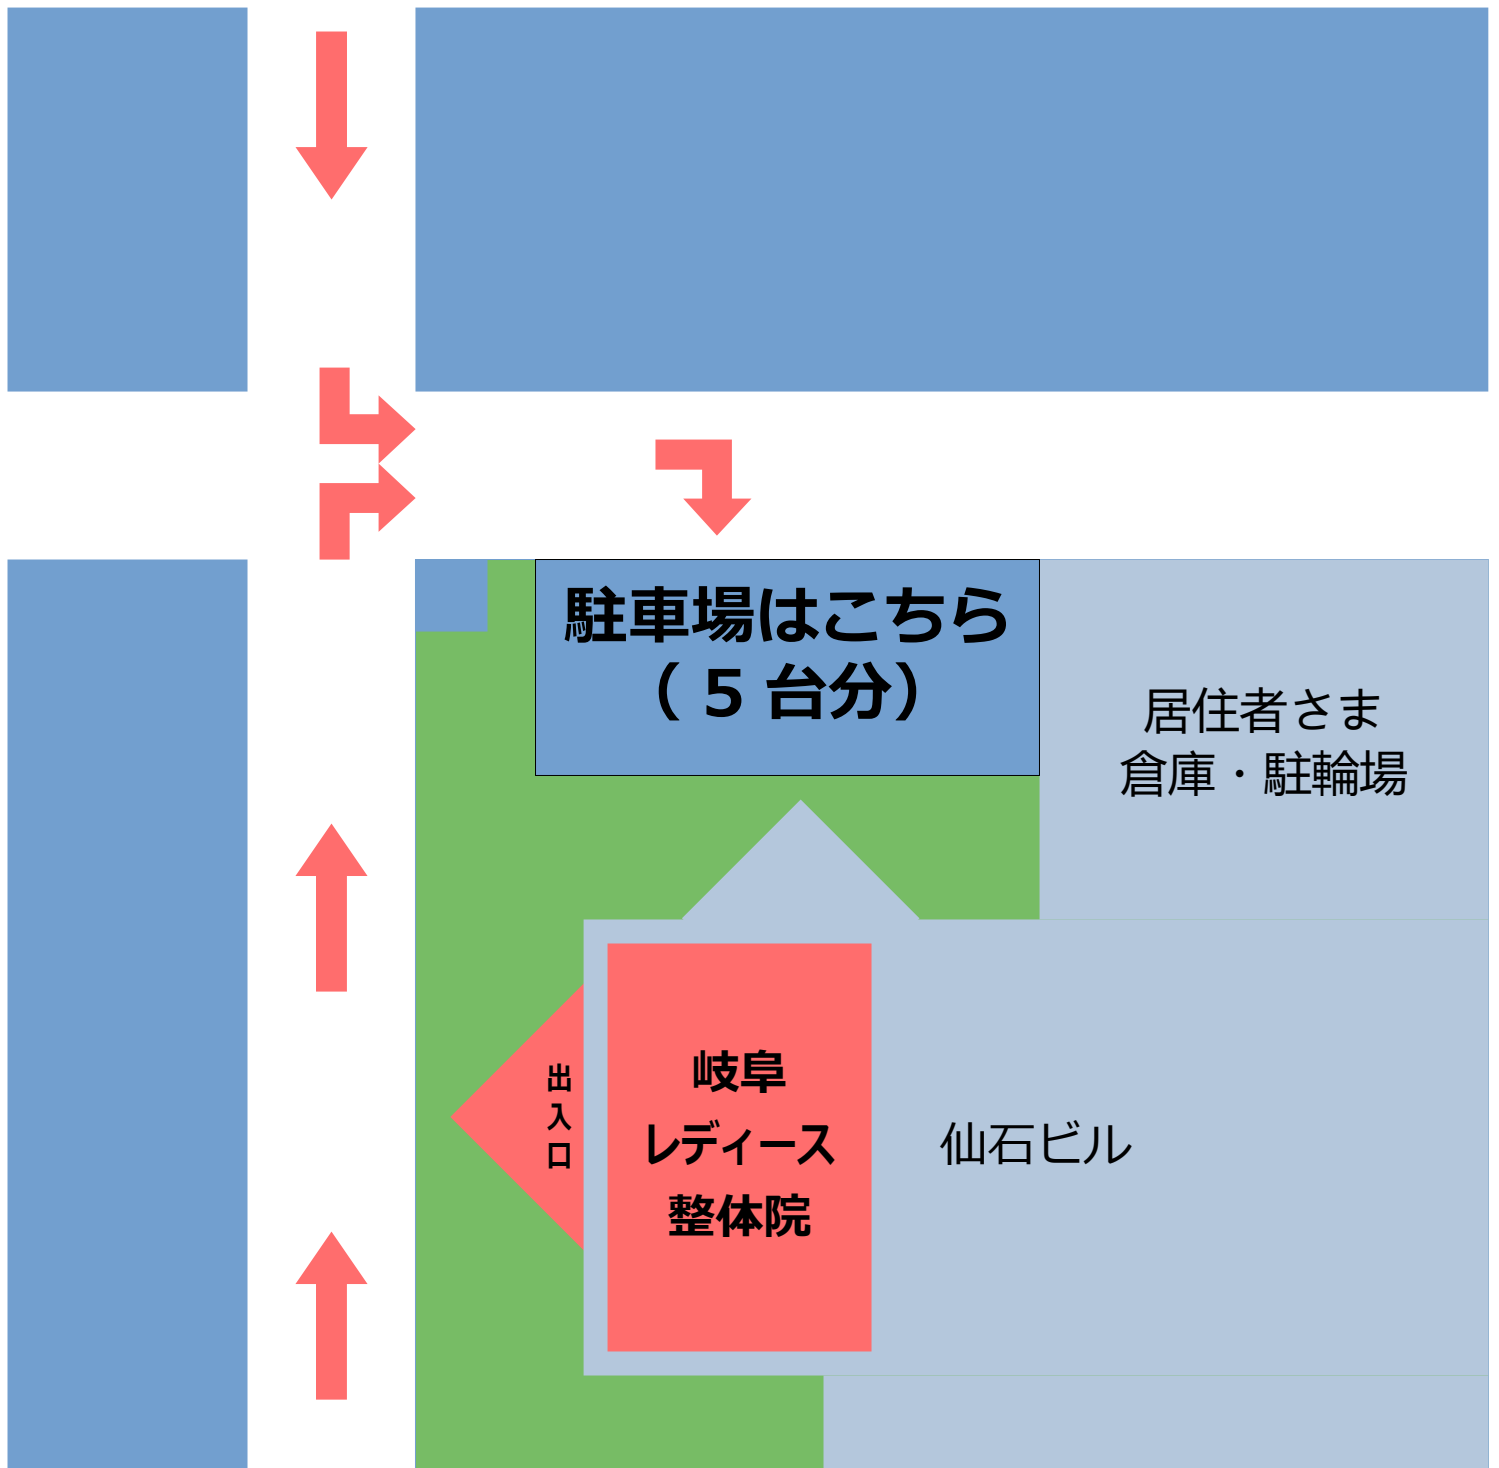 駐車場はこちら
（５台分）
居住者さま
倉庫・駐輪場
出
入
口
岐阜
レディース
整体院
仙石ビル